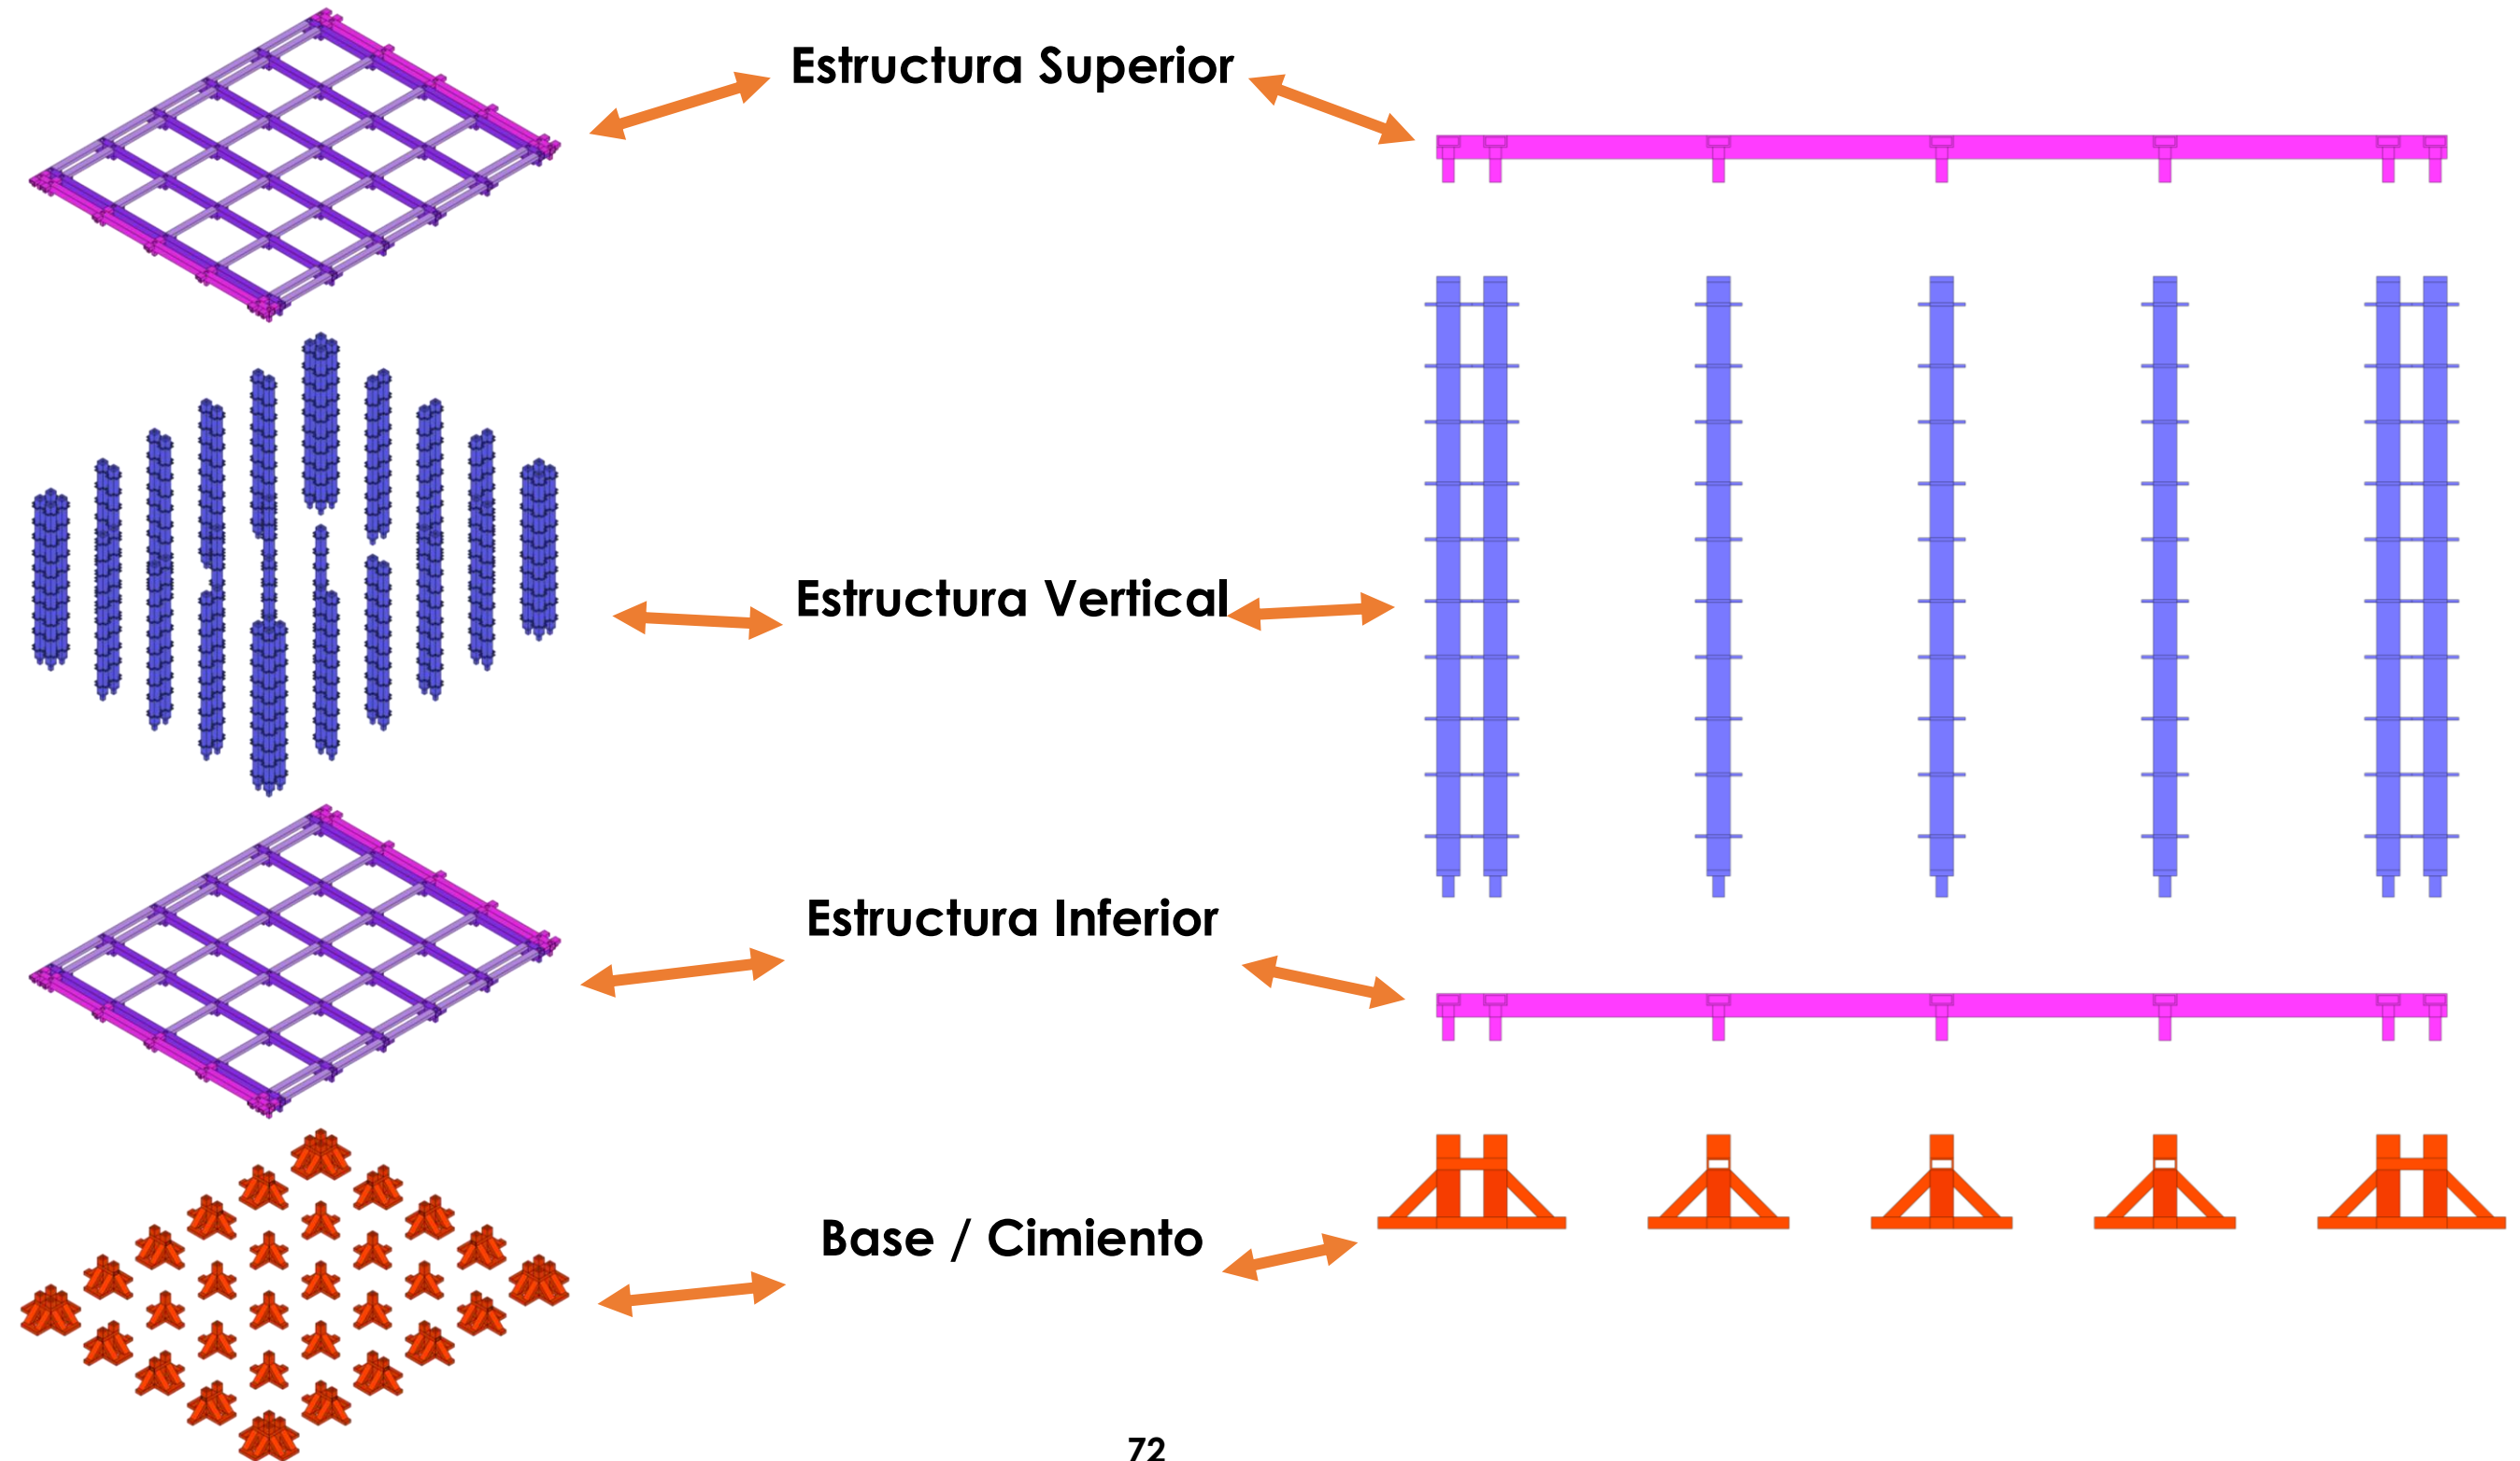 Estructura Superior
Estructura Vertical
Estructura Inferior
Base / Cimiento
72